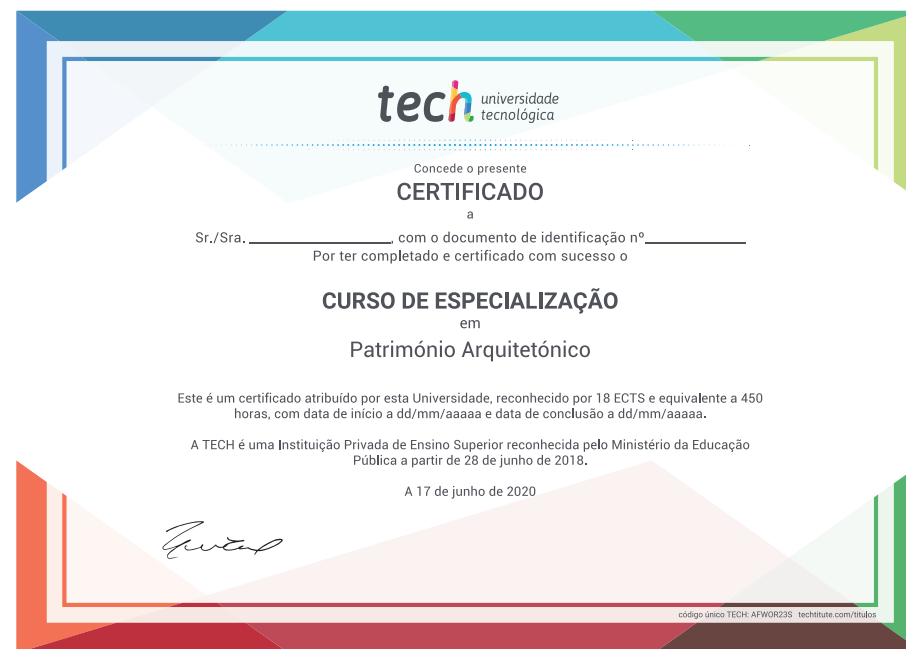 tech universidade
tecnológica
Concede o presente
CERTIFICADO
a
Sr./Sra. , com o documento de identificação nº
Por ter completado e certificado com sucesso o
CURSO DE ESPECIALIZAÇÃO
em
Património Arquitetónico
Este é um certificado atribuído por esta Universidade, reconhecido por 18 ECTS e equivalente a 450
horas, com data de início a dd/mm/aaaaa e data de conclusão a dd/mm/aaaaa.
A TECH é uma Instituição Privada de Ensino Superior reconhecida pelo Ministério da Educação
Pública a partir de 28 de junho de 2018.
A 17 de junho de 2020
código único TECH: AFWOR23S techtitute.com/titulos